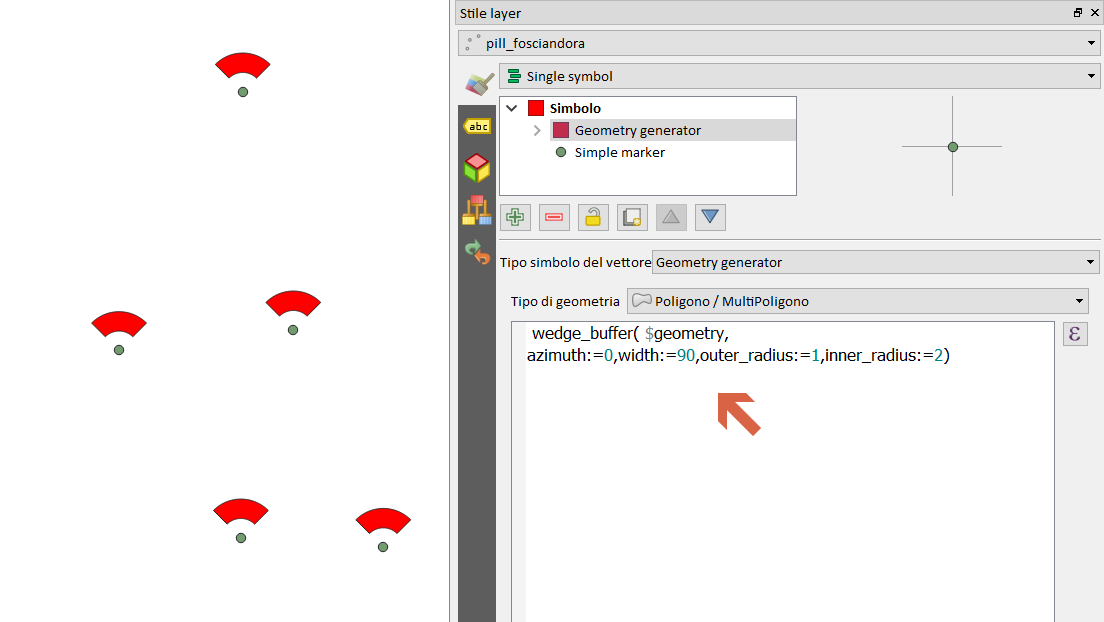 Stile layer
pill_fosciandora
Single symbol
abc
Simbolo
Geometry generator
Simple marker
Tipo simbolo del vettore Geometry generator
Tipo di geometria Poligono / MultiPoligono
wedge_buffer( $geometry,
azimuth:=0,width:=90,outer_radius:=1,inner_radius:=2)
ε